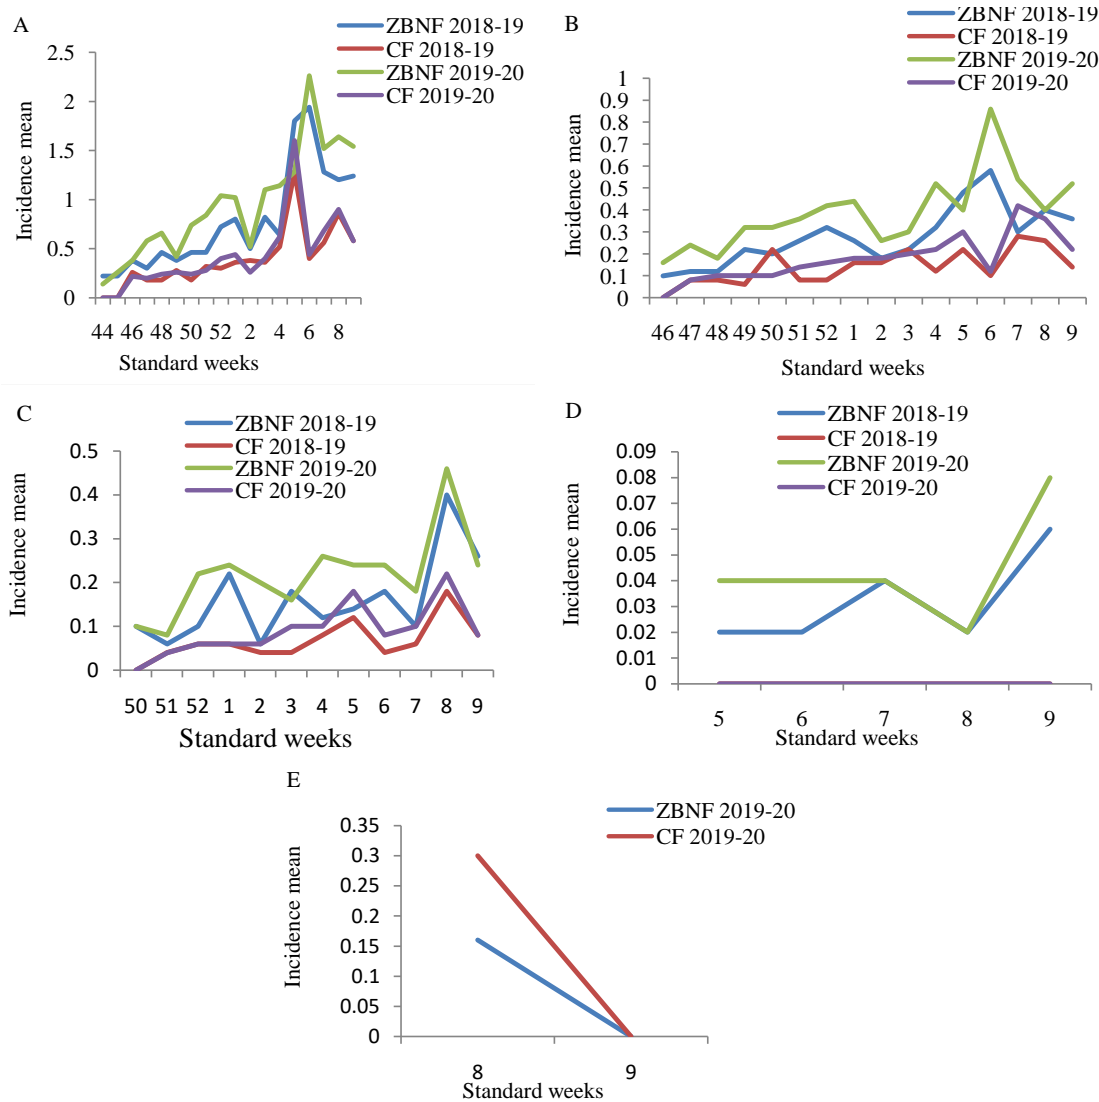 A
ZBNF 2018-19
CF 2018-19
ZBNF 2019-20
CF 2019-20
2.5
2
1.5
1
0.5
0
Incidence mean
44 46 48 50 52 2 4 6 8
Standard weeks
B
ZBNF 2018-19
CF 2018-19
ZBNF 2019-20
CF 2019-20
1
0.9
0.8
0.7
0.6
0.5
0.4
0.3
0.2
0.1
0
Incidence mean
46 47 48 49 50 51 52 1 2 3 4 5 6 7 8 9
Standard weeks
C
ZBNF 2018-19
CF 2018-19
ZBNF 2019-20
CF 2019-20
0.5
0.4
0.3
0.2
0.1
0
Incidence mean
50 51 52 1 2 3 4 5 6 7 8 9
Standard weeks
D
ZBNF 2018-19
CF 2018-19
ZBNF 2019-20
CF 2019-20
0.09
0.08
0.07
0.06
0.05
0.04
0.03
0.02
0.01
0
Incidence mean
5 6 7 8 9
Standard weeks
E
ZBNF 2019-20
CF 2019-20
0.35
0.3
0.25
0.2
0.15
0.1
0.05
0
Incidence mean
8 9
Standard weeks